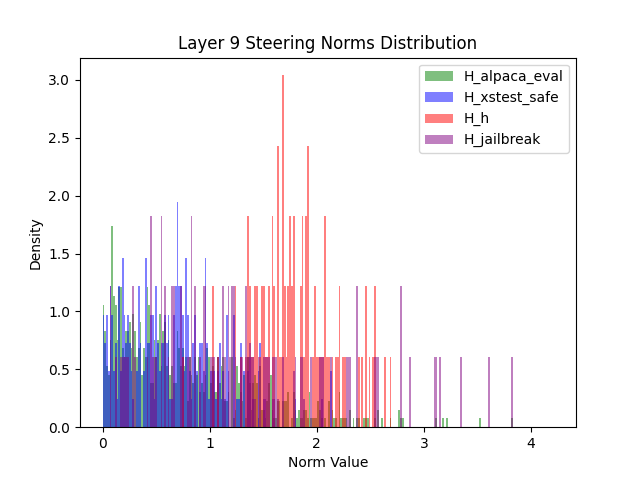 Layer 9 Steering Norms Distribution
H_alpaca_eval
H_xstest_safe
H_h
H_jailbreak
Density
3.0
2.5
2.0
1.5
1.0
0.5
0.0
0 1 2 3 4
Norm Value